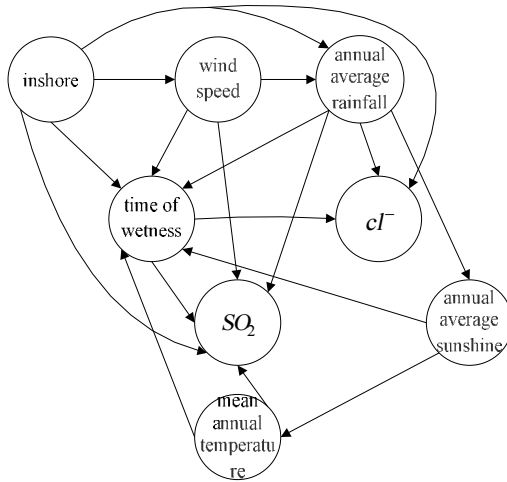 inshore
wind
speed
annual
average
rainfall
time of
wetness
cl⁻
SO₂
annual
average
sunshine
mean
annual
temperatu
re